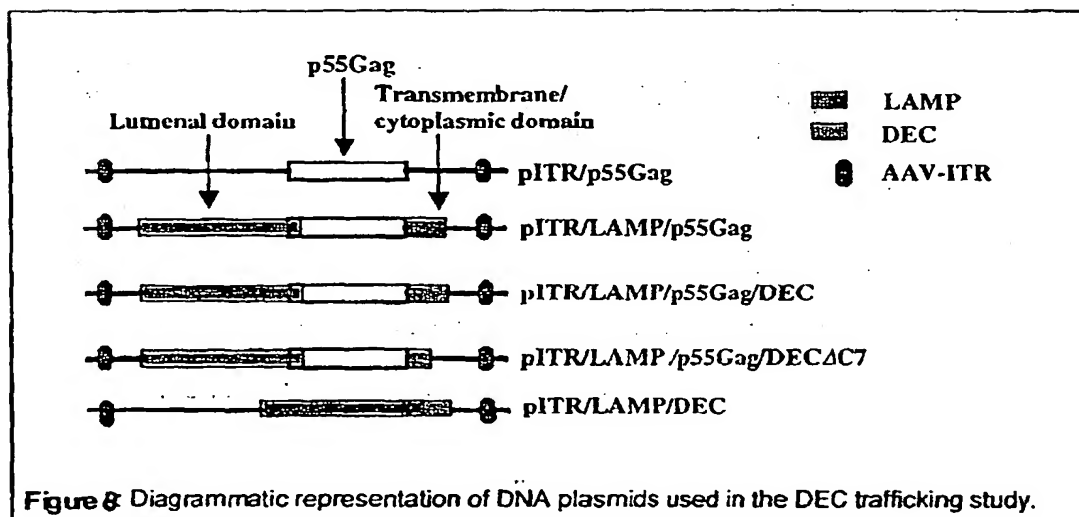 p55Gag
Transmembrane/
cytoplasmic domain
Lumenal domain
LAMP
DEC
AAV-ITR
pITR/p55Gag
pITR/LAMP/p55Gag
pITR/LAMP/p55Gag/DEC
pITR/LAMP/p55Gag/DECΔC7
pITR/LAMP/DEC
Figure 8: Diagrammatic representation of DNA plasmids used in the DEC trafficking study.